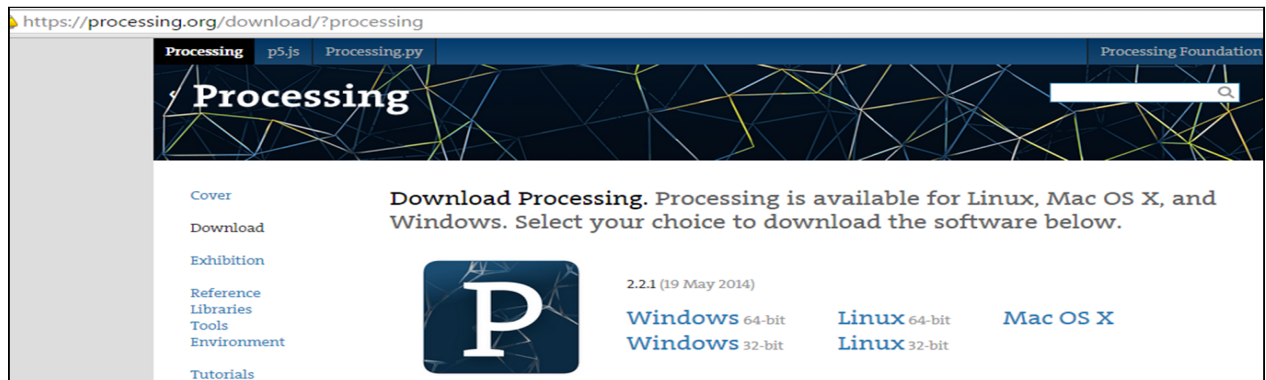 https://processing.org/download/?processing
Processing p5.js Processing.py Processing Foundation
Processing
Cover
Download
Exhibition
Reference
Libraries
Tools
Environment
Tutorials
Download Processing. Processing is available for Linux, Mac OS X, and
Windows. Select your choice to download the software below.
P
2.2.1 (19 May 2014)
Windows 64-bit Linux 64-bit Mac OS X
Windows 32-bit Linux 32-bit